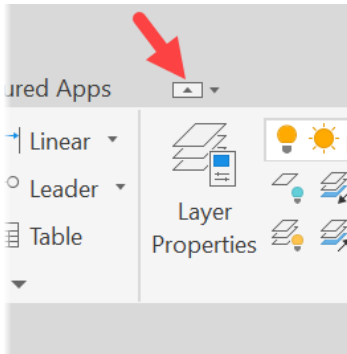 ured Apps
Linear
Leader
Table
Layer
Properties